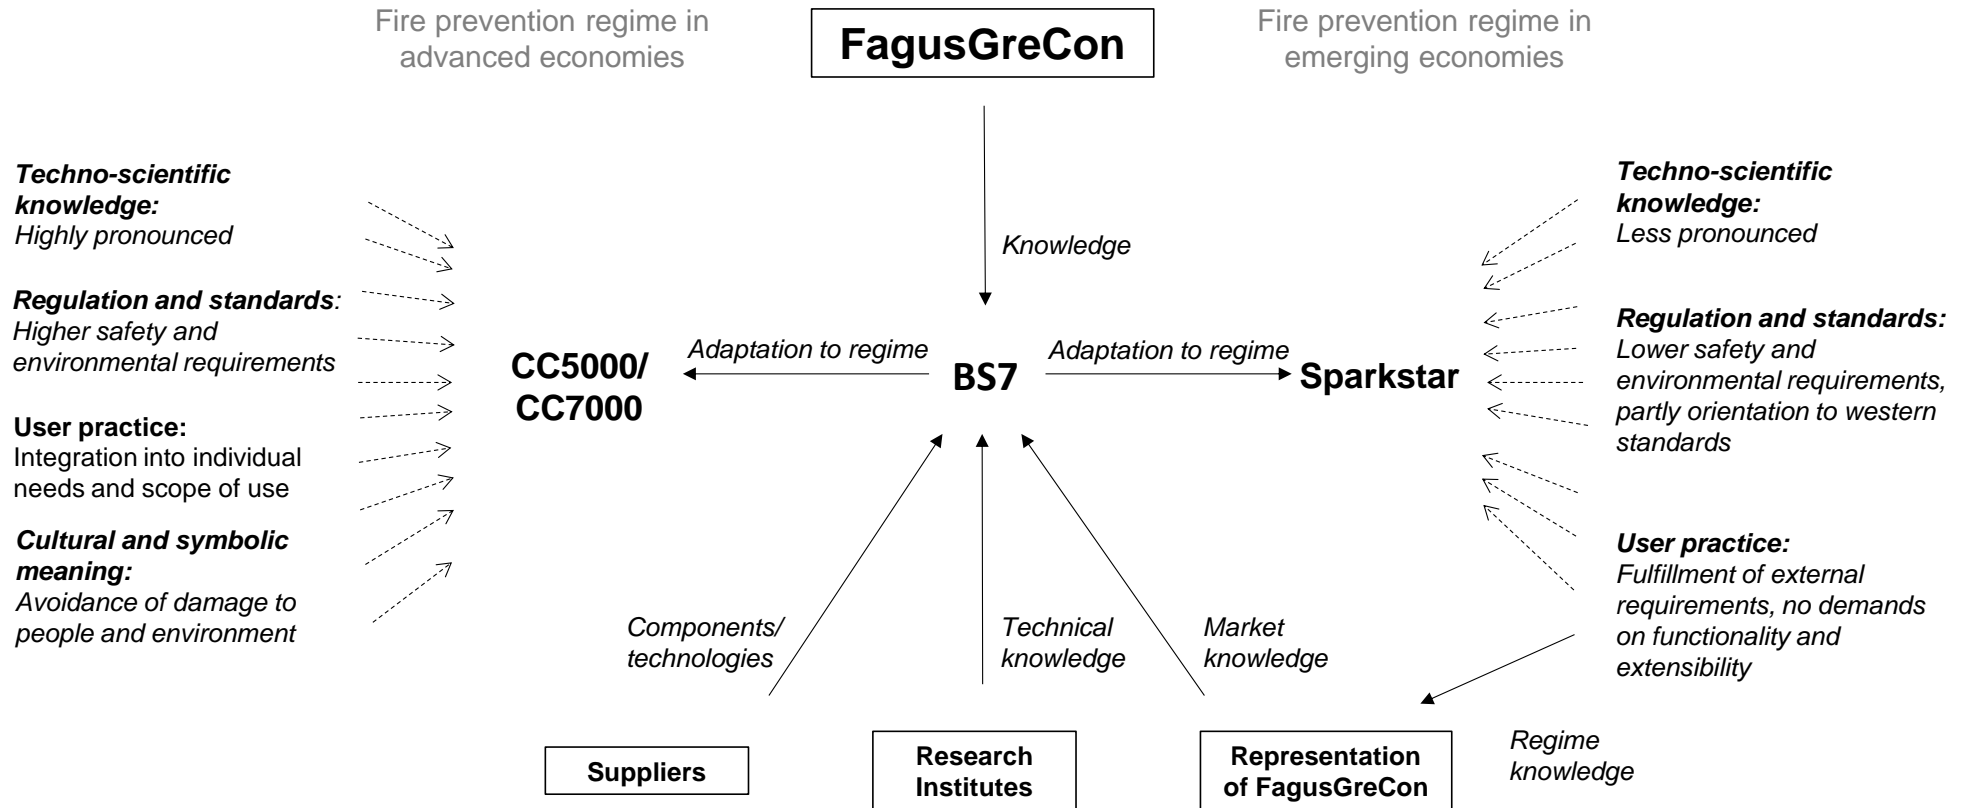 Fire prevention regime in
advanced economies
FagusGreCon
Fire prevention regime in
emerging economies
Techno-scientific
knowledge:
Highly pronounced
Regulation and standards:
Higher safety and
environmental requirements
User practice:
Integration into individual
needs and scope of use
Cultural and symbolic
meaning:
Avoidance of damage to
people and environment
Knowledge
CC5000/
CC7000
Adaptation to regime
BS7
Adaptation to regime
Sparkstar
Techno-scientific
knowledge:
Less pronounced
Regulation and standards:
Lower safety and
environmental requirements,
partly orientation to western
standards
User practice:
Fulfillment of external
requirements, no demands
on functionality and
extensibility
Components/
technologies
Technical
knowledge
Market
knowledge
Suppliers
Research
Institutes
Representation
of FagusGreCon
Regime
knowledge